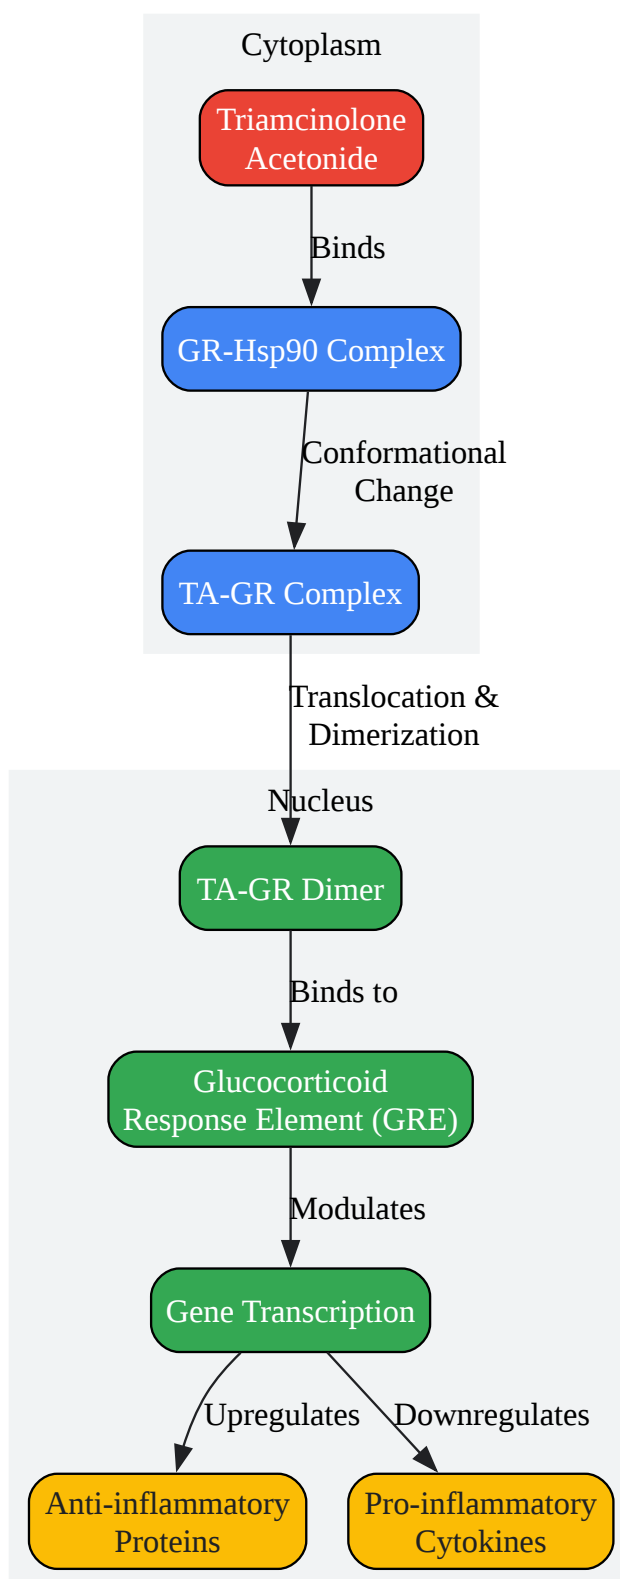 Cytoplasm
Triamcinolone
Acetonide
Binds
GR-Hsp90 Complex
Conformational
Change
TA-GR Complex
Translocation &
Dimerization
Nucleus
TA-GR Dimer
Binds to
Glucocorticoid
Response Element (GRE)
Modulates
Gene Transcription
Upregulates
Downregulates
Anti-inflammatory
Proteins
Pro-inflammatory
Cytokines